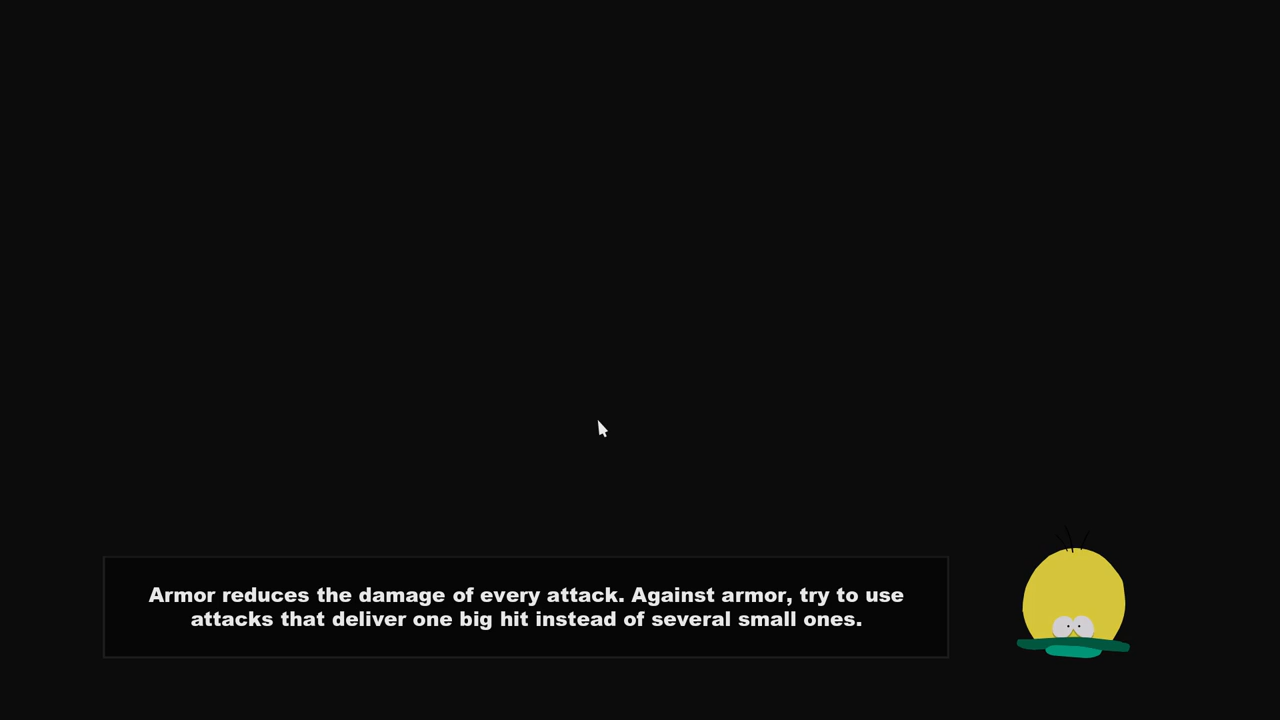 Armor reduces the damage of every attack. Against armor, try to use
attacks that deliver one big hit instead of several small ones.